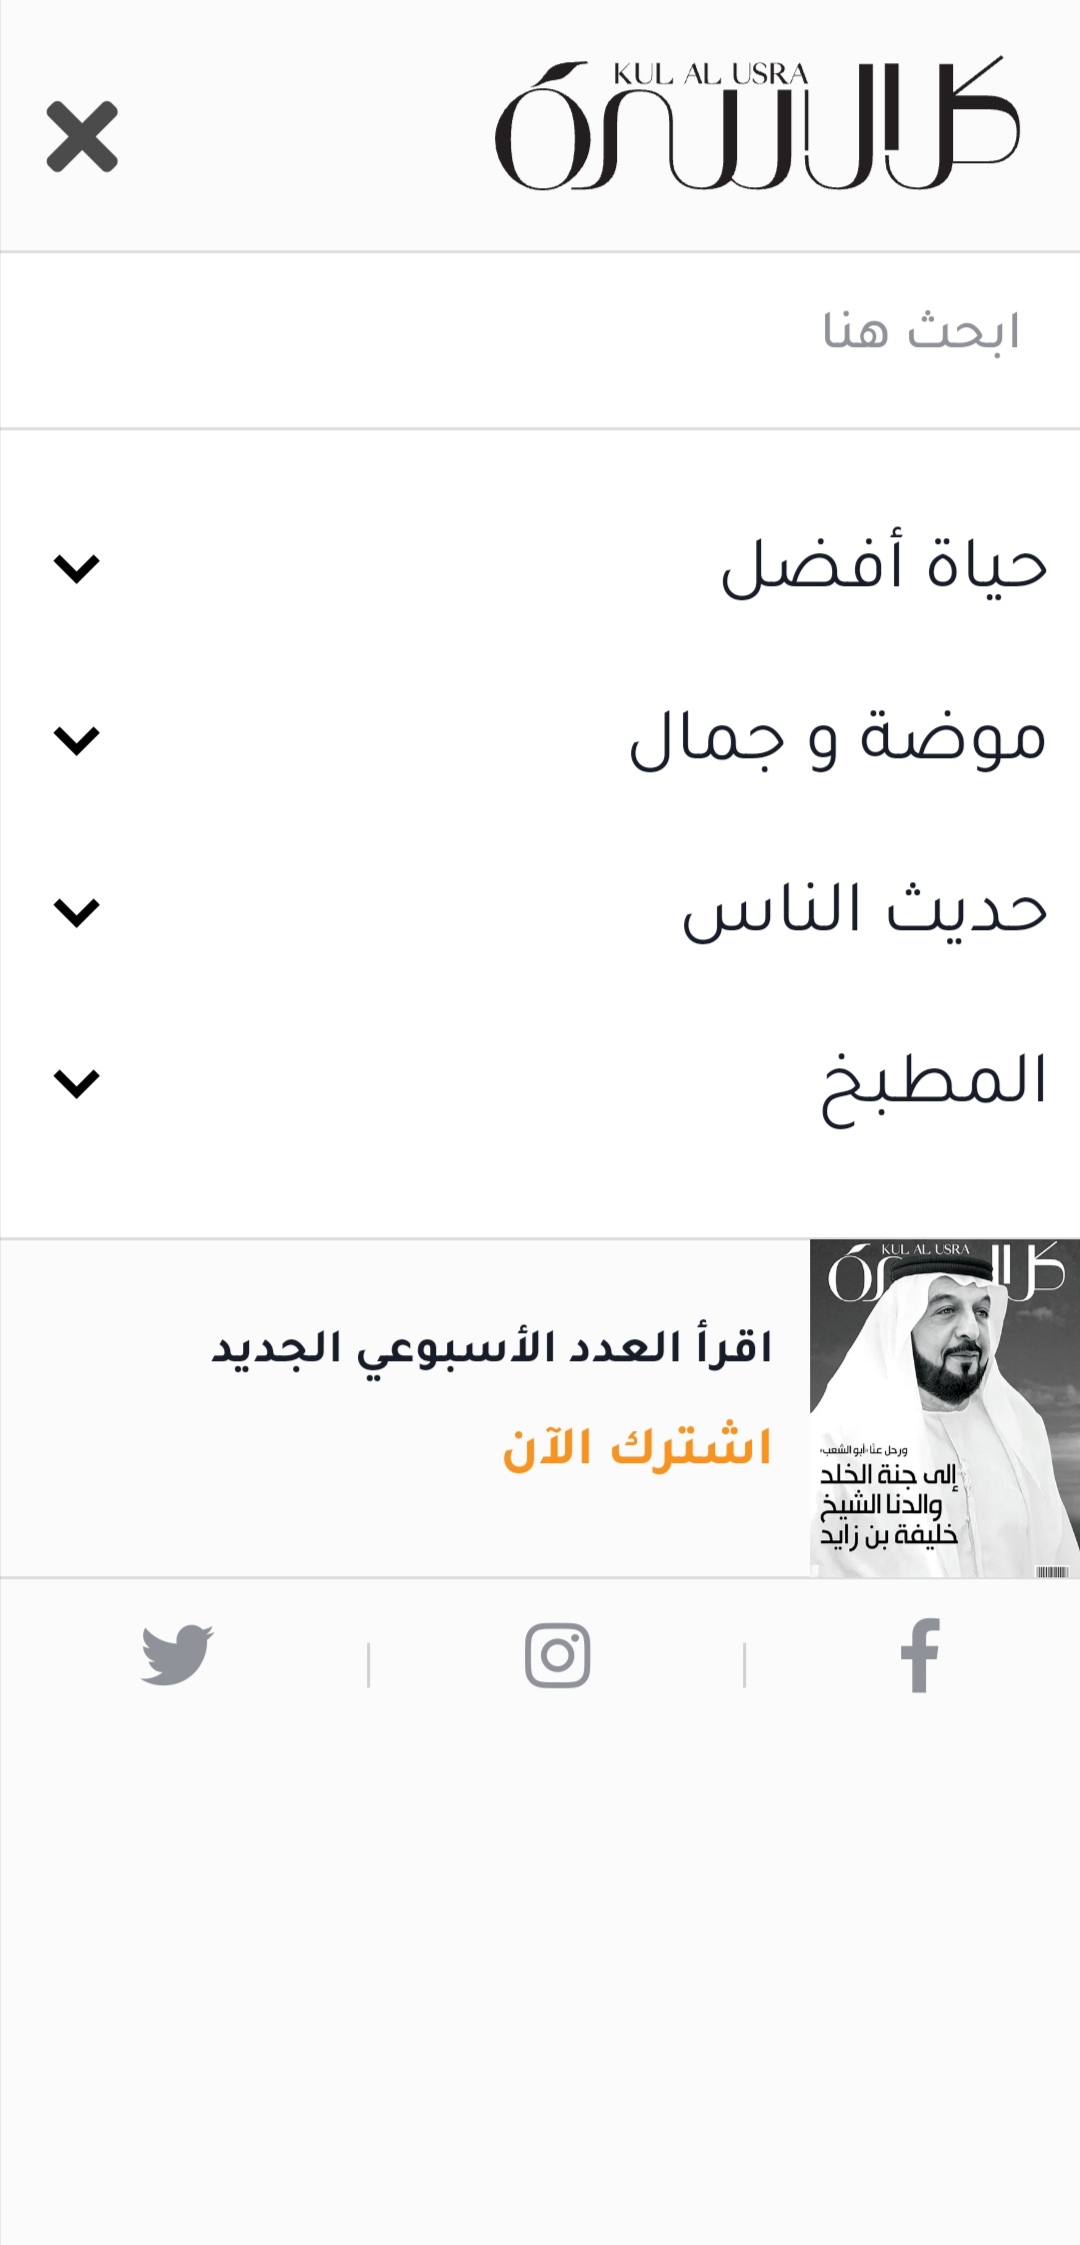 KUL AL USRA
كل الأسرة
ابحث هنا
حياة أفضل
موضة و جمال
حديث الناس
المطبخ
KUL AL USRA
كل الأسرة
ورحل عنا «أبو الشعب»
إلى جنة الخلد
والدنا الشيخ
خليفة بن زايد
اقرأ العدد الأسبوعي الجديد
اشترك الآن